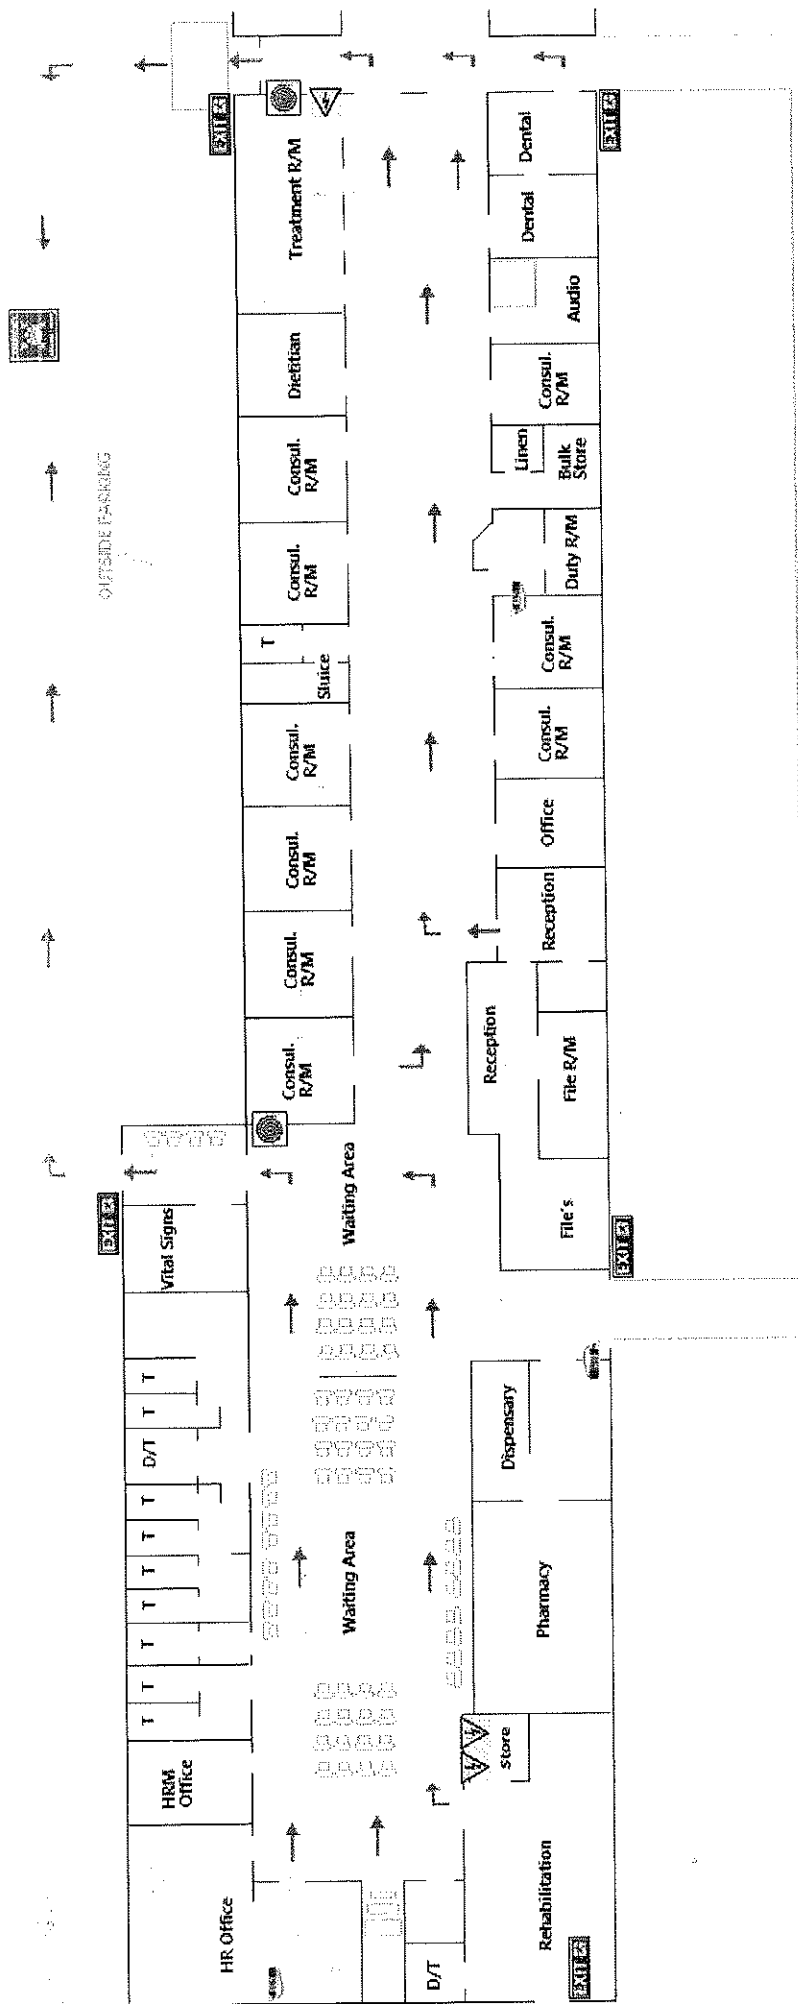 OUTSIDE PARKING
EXIT
T
T
T
T
T
T
T
D/T
T
T
Vital Signs
HRM
Office
HR Office
EXIT
Consul.
R/M
Consul.
R/M
Consul.
R/M
Consul.
R/M
Sluice
T
Consul.
R/M
Consul.
R/M
Dietitian
Treatment R/M
Waiting Area
Waiting Area
D/T
Rehabilitation
Store
Pharmacy
Dispensary
File's
Reception
File R/M
Reception
Office
Consul.
R/M
Consul.
R/M
Duty R/M
Linen
Bulk
Store
Consul.
R/M
Audio
Dental
Dental
EXIT
EXIT
EXIT